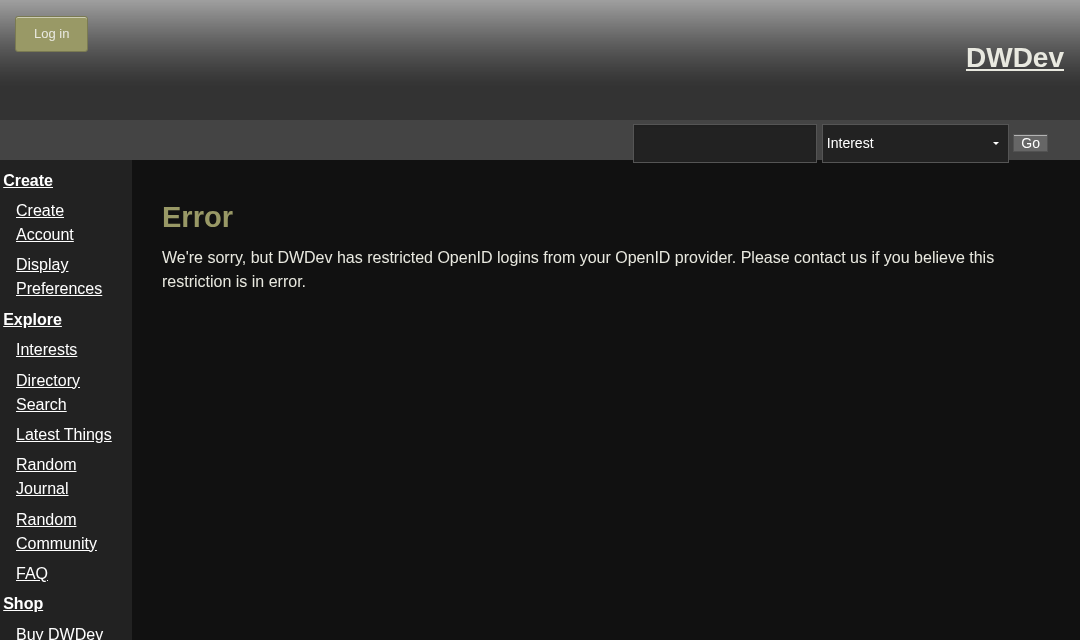 Log in
DWDev
Interest
Go
Create
Create
Account
Display
Preferences
Explore
Interests
Directory
Search
Latest Things
Random
Journal
Random
Community
FAQ
Shop
Buy DWDev
Error
We're sorry, but DWDev has restricted OpenID logins from your OpenID provider. Please contact us if you believe this
restriction is in error.